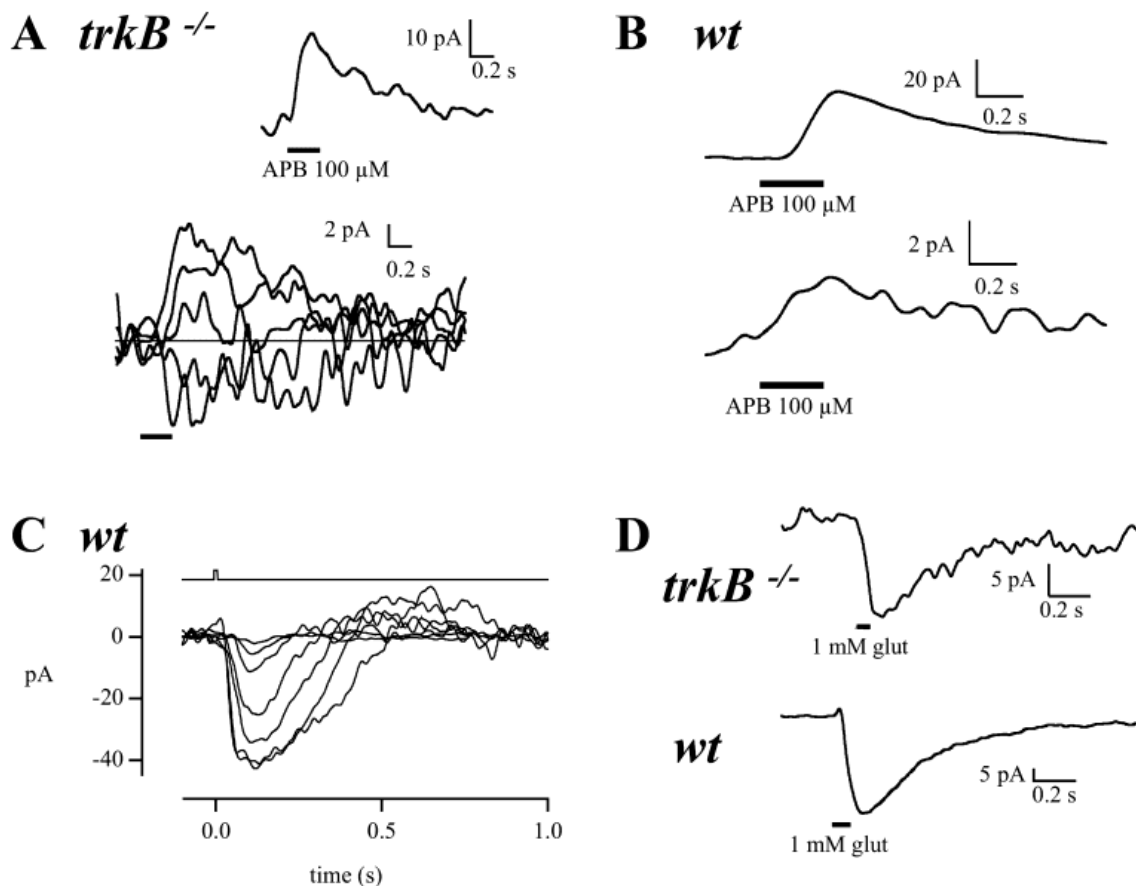 A trkB -/-
10 pA
0.2 s
APB 100 µM
2 pA
0.2 s
B wt
20 pA
0.2 s
APB 100 µM
2 pA
0.2 s
APB 100 µM
C wt
20
0
-20
-40
pA
0.0
0.5
1.0
time (s)
D
trkB -/-
5 pA
0.2 s
1 mM glut
wt
5 pA
0.2 s
1 mM glut